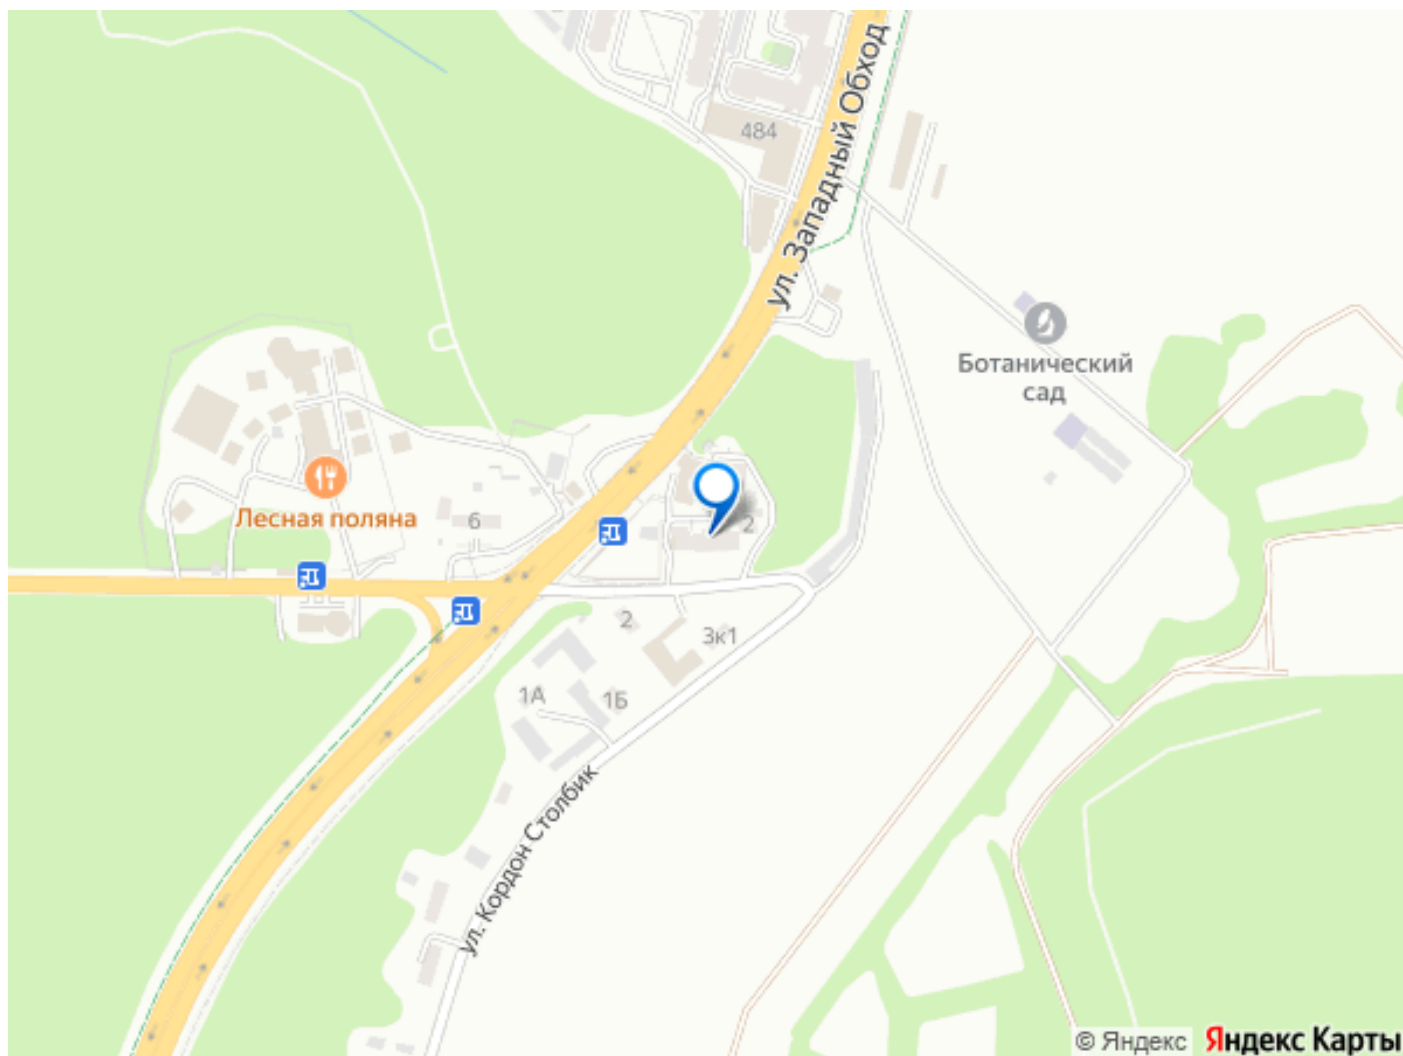 ул. Западный Обход
484
Ботанический
сад
Лесная поляна
6
2
2
3к1
1А
1Б
ул. Кордон Столбик
© Яндекс Яндекс Карты